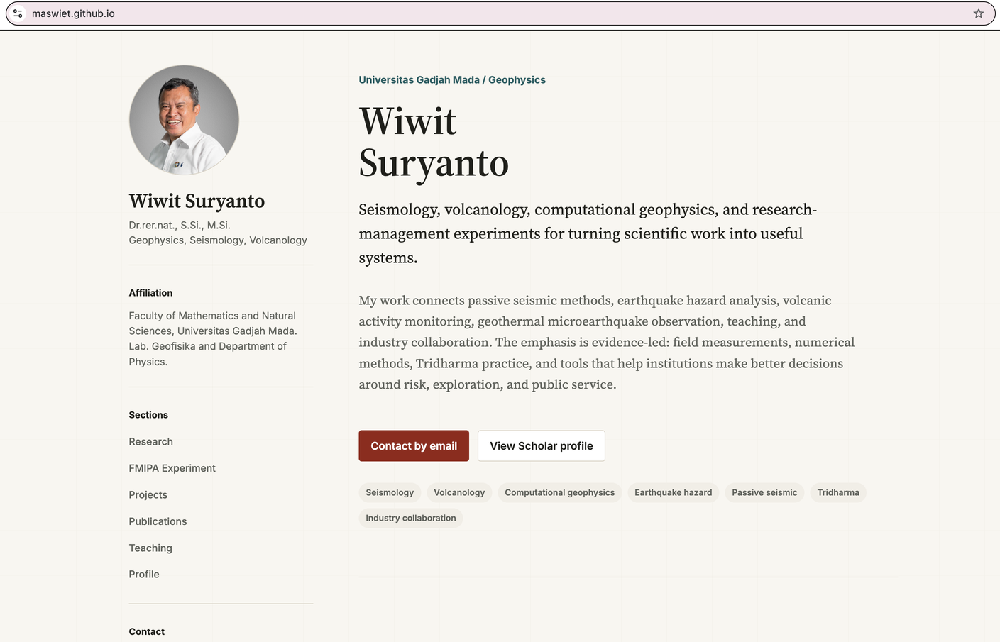 maswiet.github.io
Wiwit Suryanto
Dr.rer.nat., S.Si., M.Si.
Geophysics, Seismology, Volcanology
Affiliation
Faculty of Mathematics and Natural
Sciences, Universitas Gadjah Mada.
Lab. Geofisika and Department of
Physics.
Sections
Research
FMIPA Experiment
Projects
Publications
Teaching
Profile
Contact
Universitas Gadjah Mada / Geophysics
Wiwit
Suryanto
Seismology, volcanology, computational geophysics, and research-
management experiments for turning scientific work into useful
systems.
My work connects passive seismic methods, earthquake hazard analysis, volcanic
activity monitoring, geothermal microearthquake observation, teaching, and
industry collaboration. The emphasis is evidence-led: field measurements, numerical
methods, Tridharma practice, and tools that help institutions make better decisions
around risk, exploration, and public service.
Contact by email
View Scholar profile
Seismology
Volcanology
Computational geophysics
Earthquake hazard
Passive seismic
Tridharma
Industry collaboration